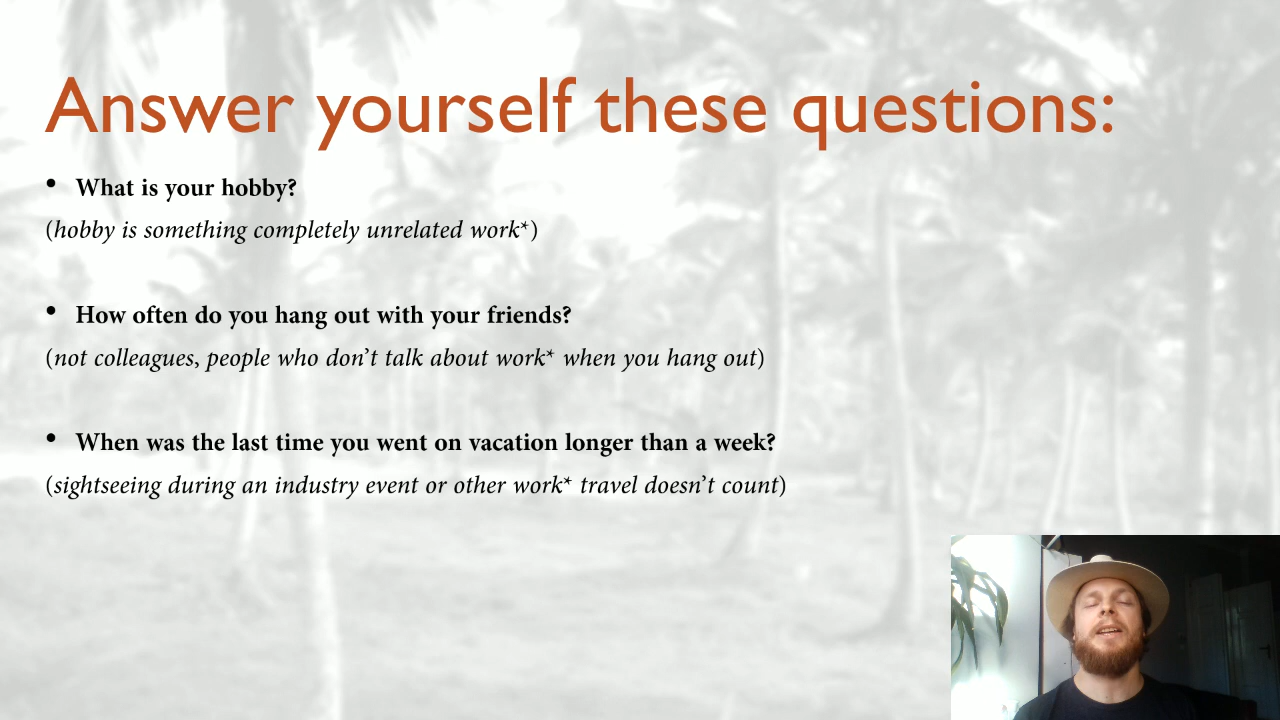 Answer yourself these questions:
• What is your hobby?
(hobby is something completely unrelated work*)
• How often do you hang out with your friends?
(not colleagues, people who don’t talk about work* when you hang out)
• When was the last time you went on vacation longer than a week?
(sightseeing during an industry event or other work* travel doesn’t count)